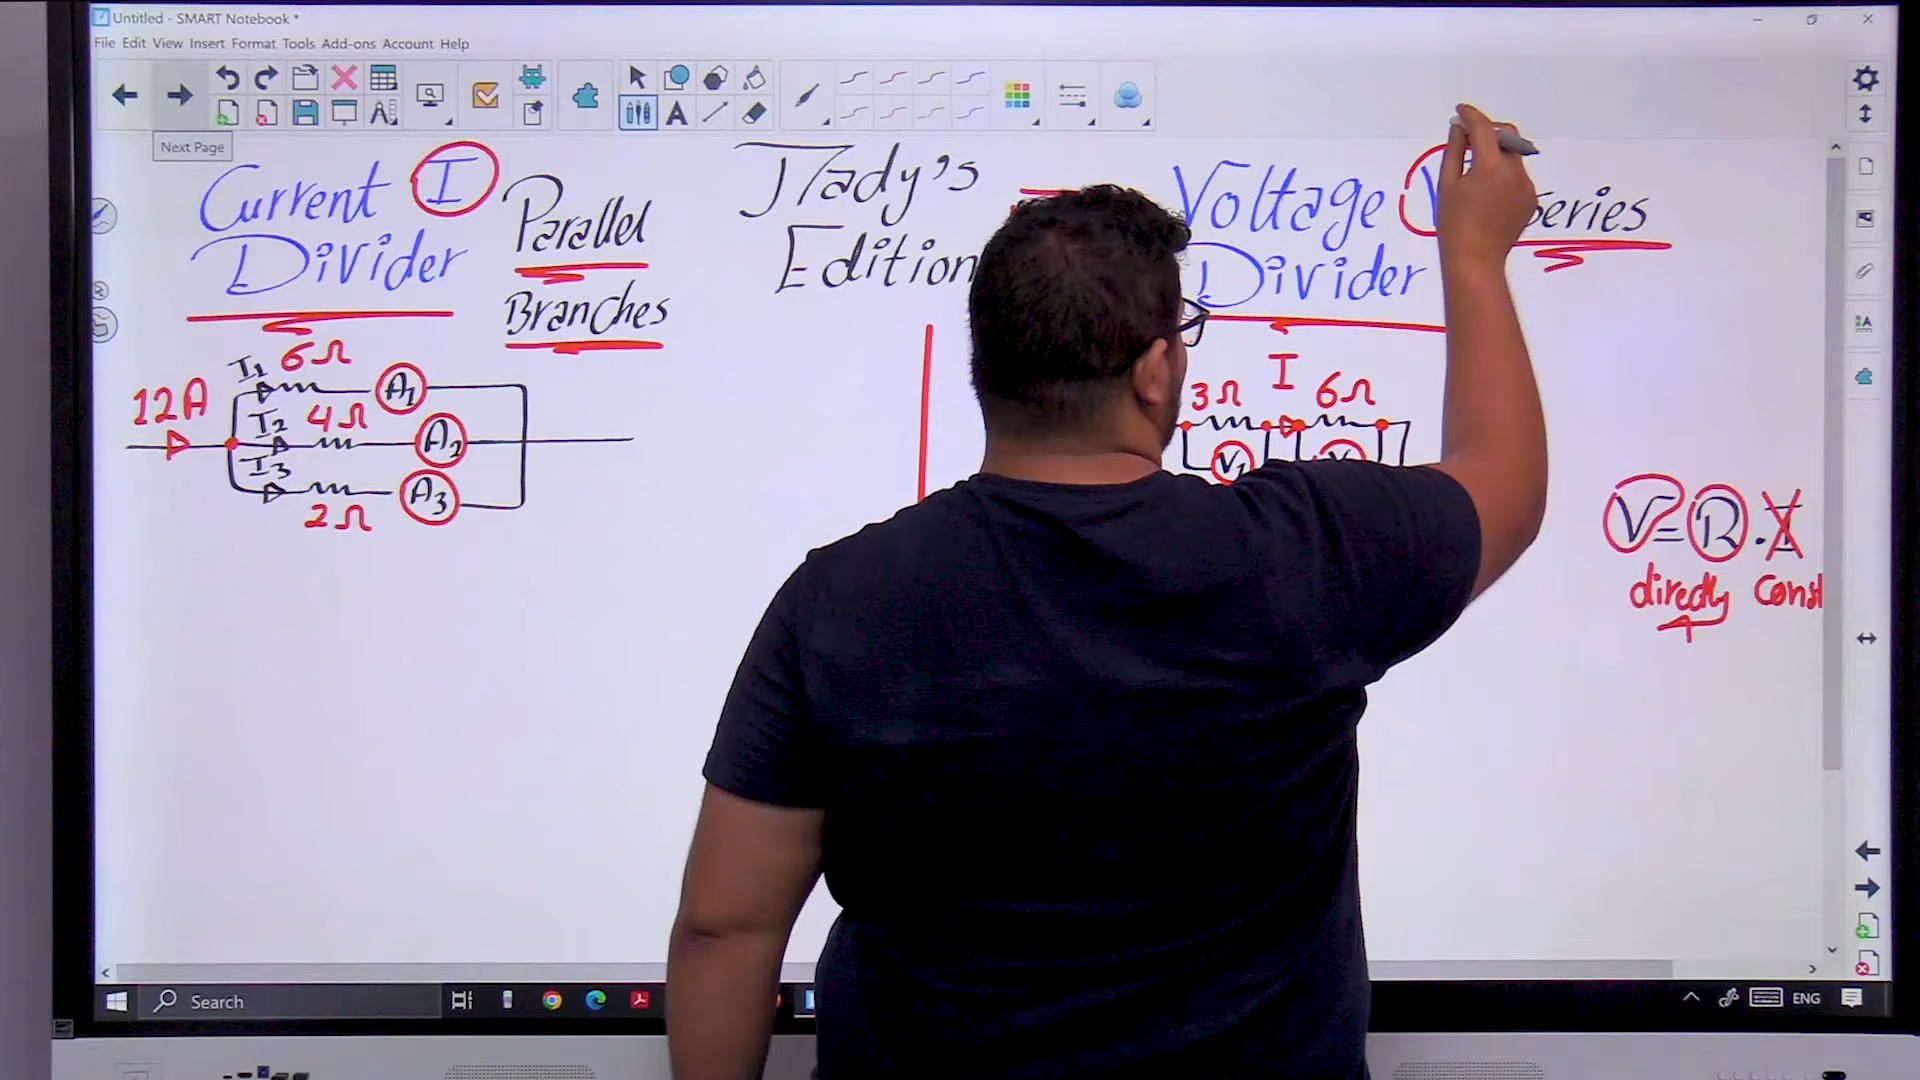 Untitled - SMART Notebook *
File Edit View Insert Format Tools Add-ons Account Help
Next Page
Current I
Divider
Parallel
Branches
Edition
Voltage V
Divider
Series
12A
I1 6Ω A1
I2 4Ω A2
I3 2Ω A3
I
3Ω 6Ω
V1
V=R.I
directly Const
Search
ENG